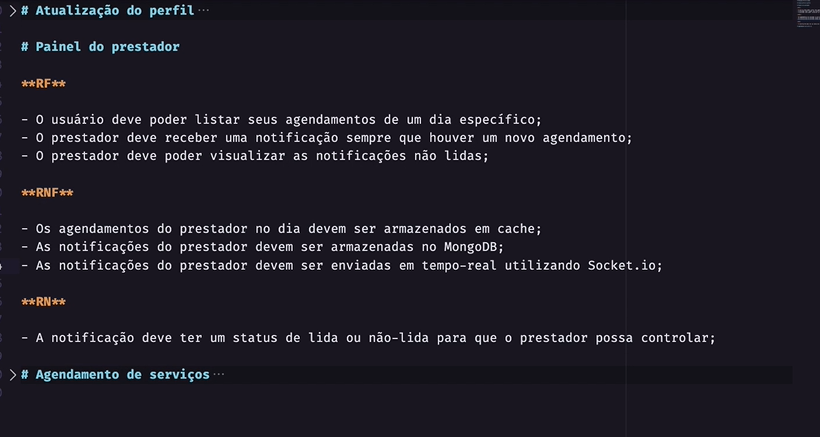 # Atualização do perfil ···
# Painel do prestador
**RF**
- O usuário deve poder listar seus agendamentos de um dia específico;
- O prestador deve receber uma notificação sempre que houver um novo agendamento;
- O prestador deve poder visualizar as notificações não lidas;
**RNF**
- Os agendamentos do prestador no dia devem ser armazenados em cache;
- As notificações do prestador devem ser armazenadas no MongoDB;
- As notificações do prestador devem ser enviadas em tempo-real utilizando Socket.io;
**RN**
- A notificação deve ter um status de lida ou não-lida para que o prestador possa controlar;
# Agendamento de serviços ···